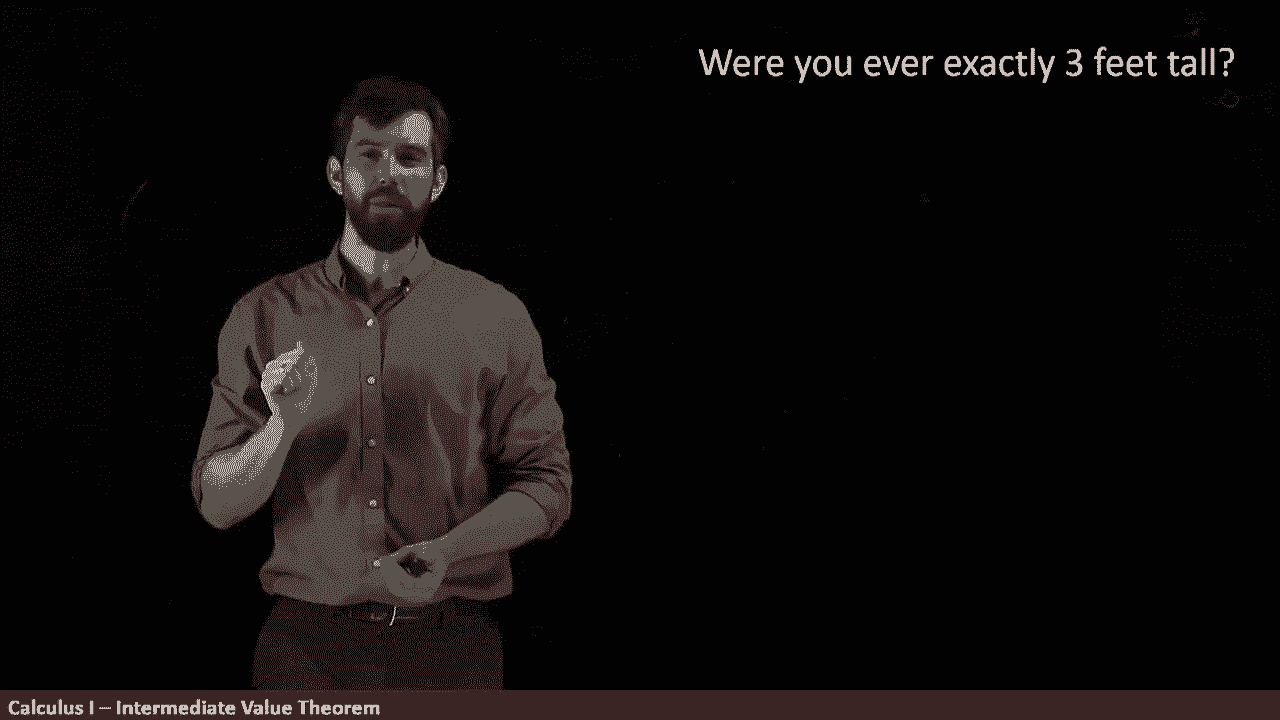 Were you ever exactly 3 feet tall?
Calculus I – Intermediate Value Theorem